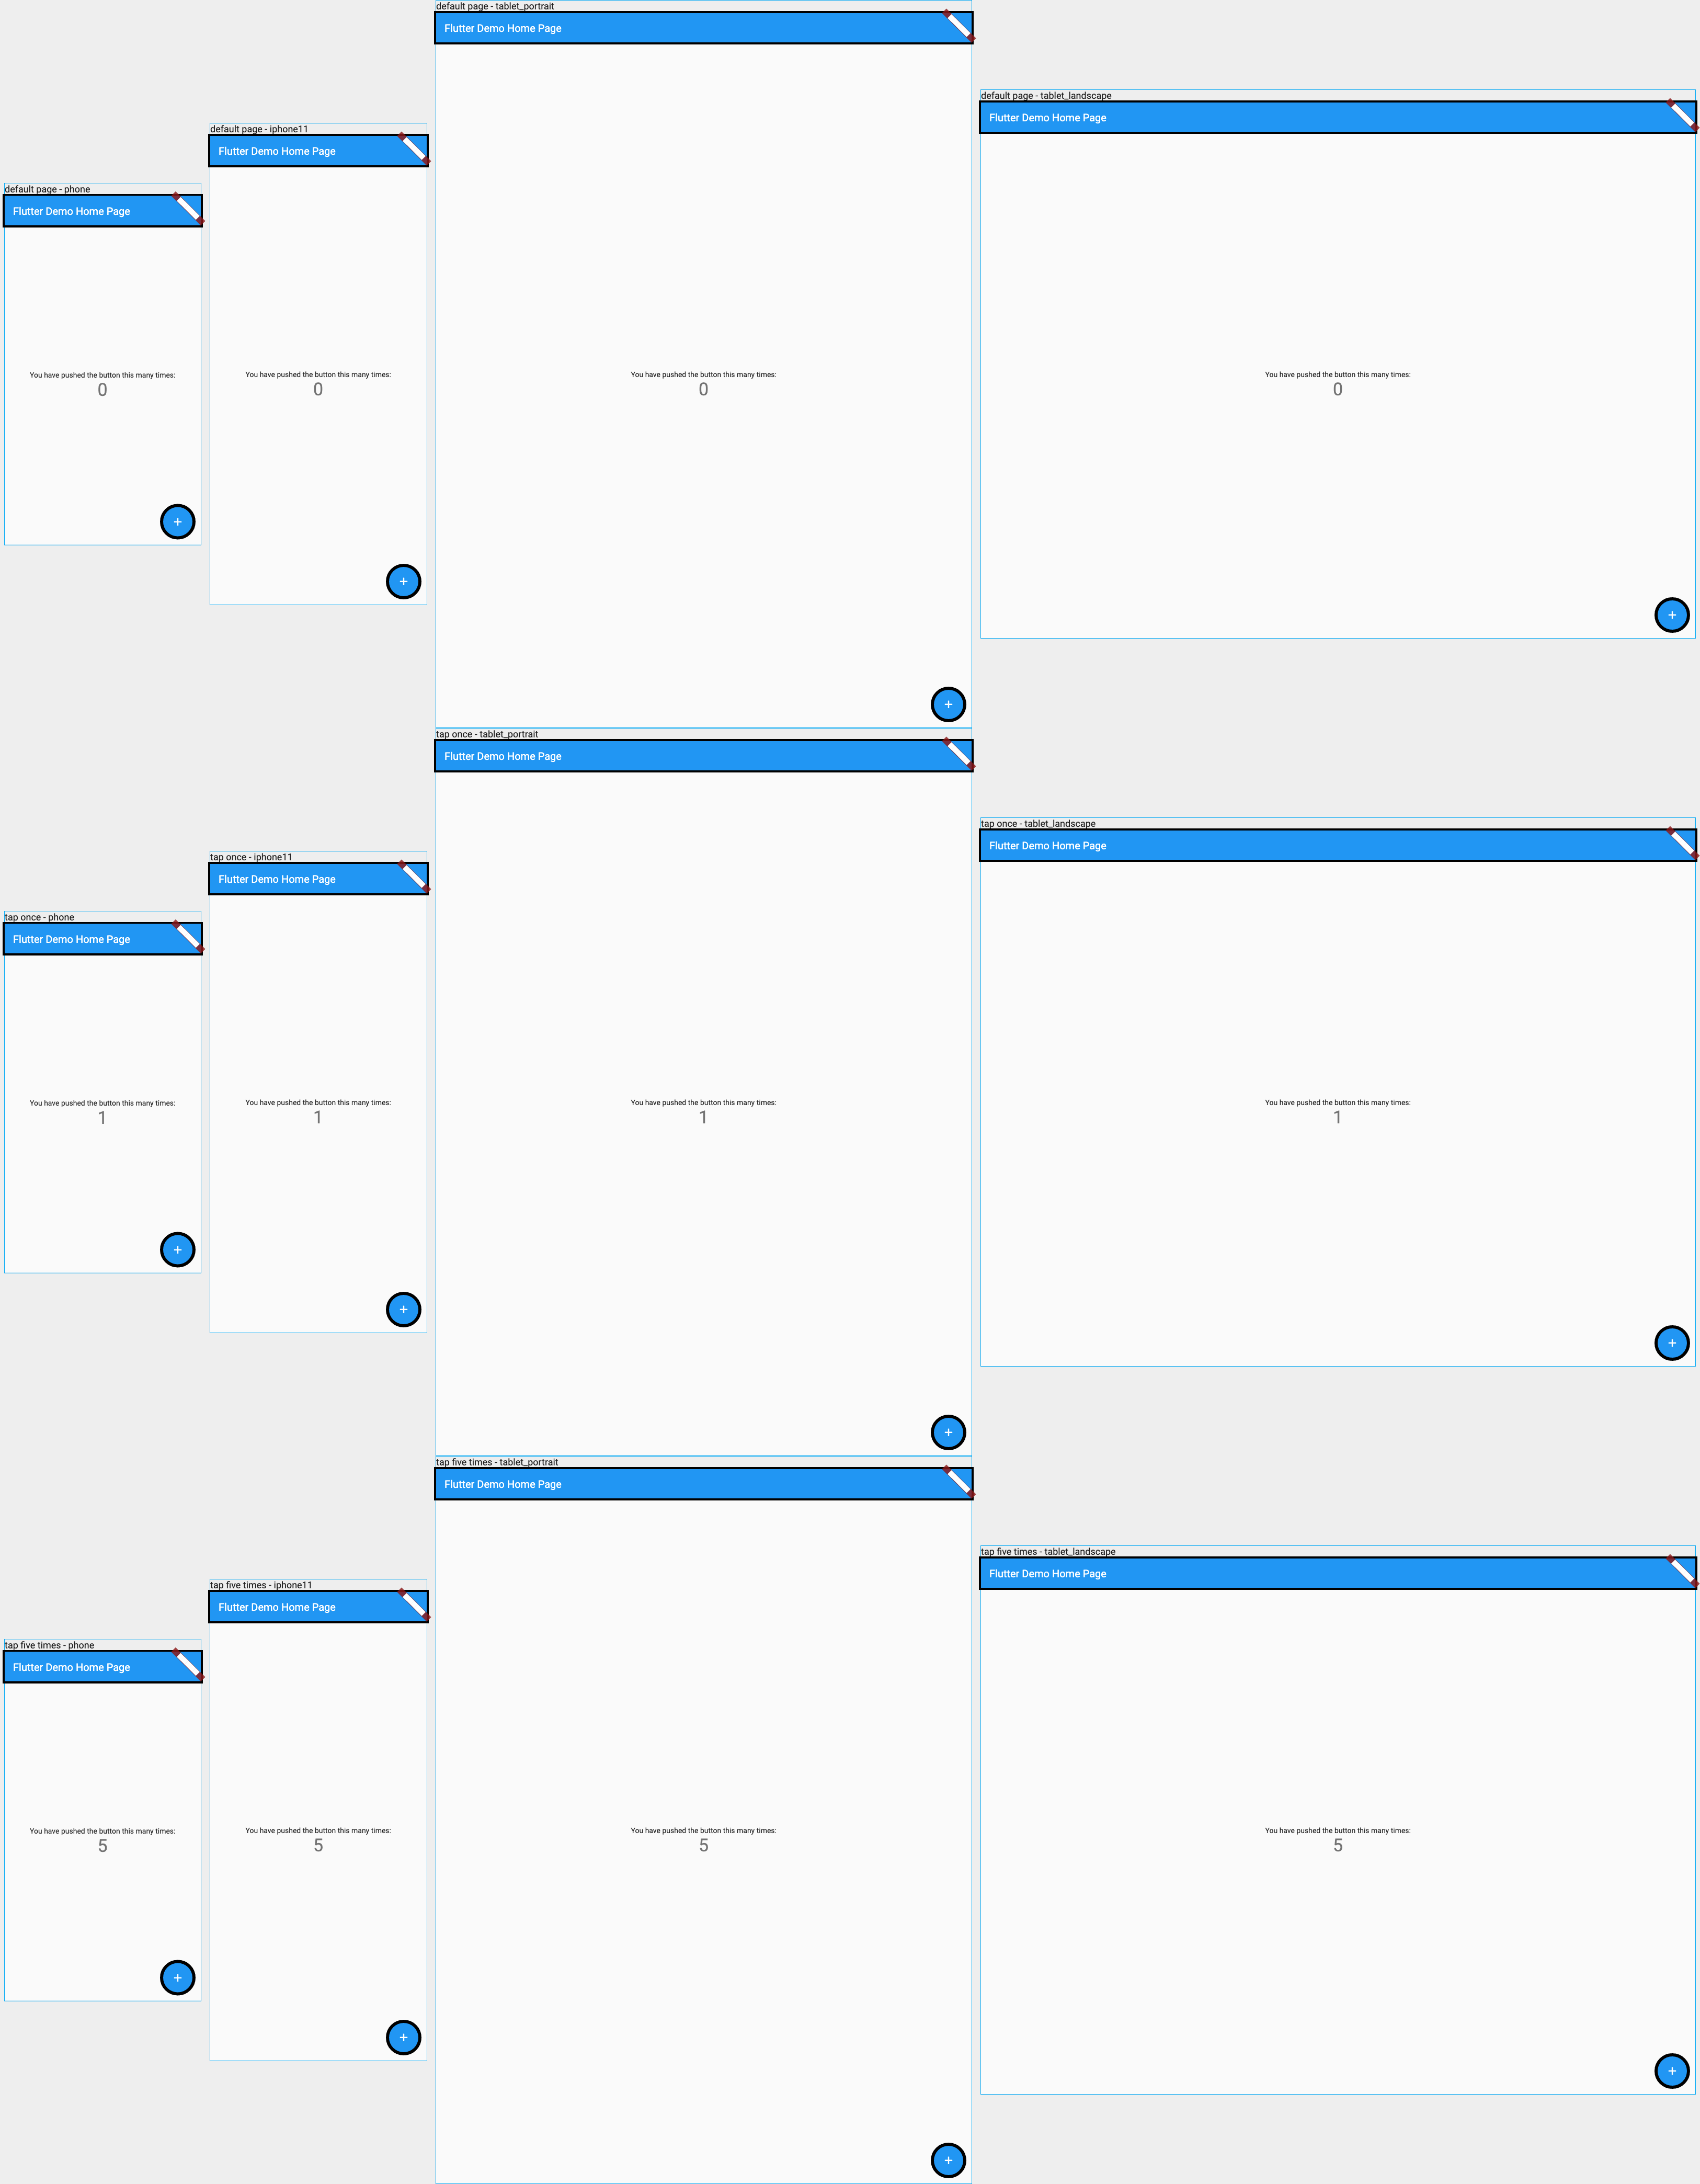 default page - phone
Flutter Demo Home Page
You have pushed the button this many times:
0
+
default page - iphone11
Flutter Demo Home Page
You have pushed the button this many times:
0
+
default page - tablet_portrait
Flutter Demo Home Page
You have pushed the button this many times:
0
+
default page - tablet_landscape
Flutter Demo Home Page
You have pushed the button this many times:
0
+
tap once - phone
Flutter Demo Home Page
You have pushed the button this many times:
1
+
tap once - iphone11
Flutter Demo Home Page
You have pushed the button this many times:
1
+
tap once - tablet_portrait
Flutter Demo Home Page
You have pushed the button this many times:
1
+
tap once - tablet_landscape
Flutter Demo Home Page
You have pushed the button this many times:
1
+
tap five times - phone
Flutter Demo Home Page
You have pushed the button this many times:
5
+
tap five times - iphone11
Flutter Demo Home Page
You have pushed the button this many times:
5
+
tap five times - tablet_portrait
Flutter Demo Home Page
You have pushed the button this many times:
5
+
tap five times - tablet_landscape
Flutter Demo Home Page
You have pushed the button this many times:
5
+